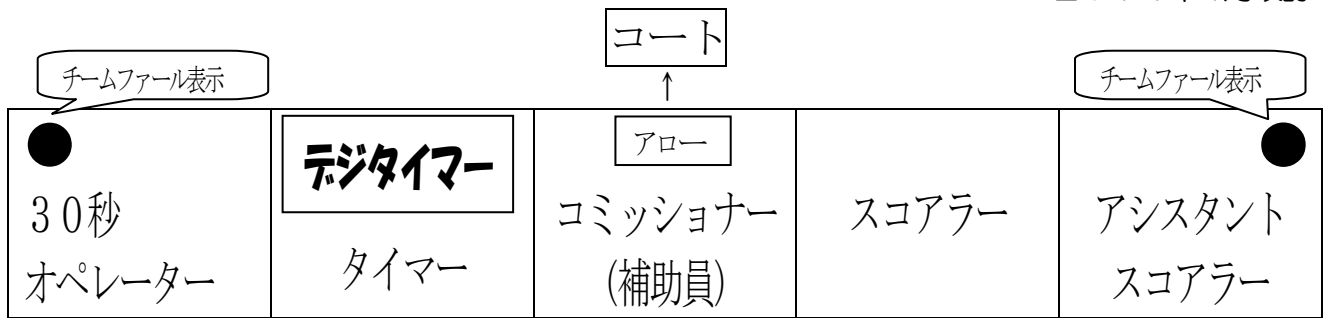 コート
チームファール表示
↑
チームファール表示
デジタイマー
アロー
30秒
オペレーター
タイマー
コミッショナー
(補助員)
スコアラー
アシスタント
スコアラー